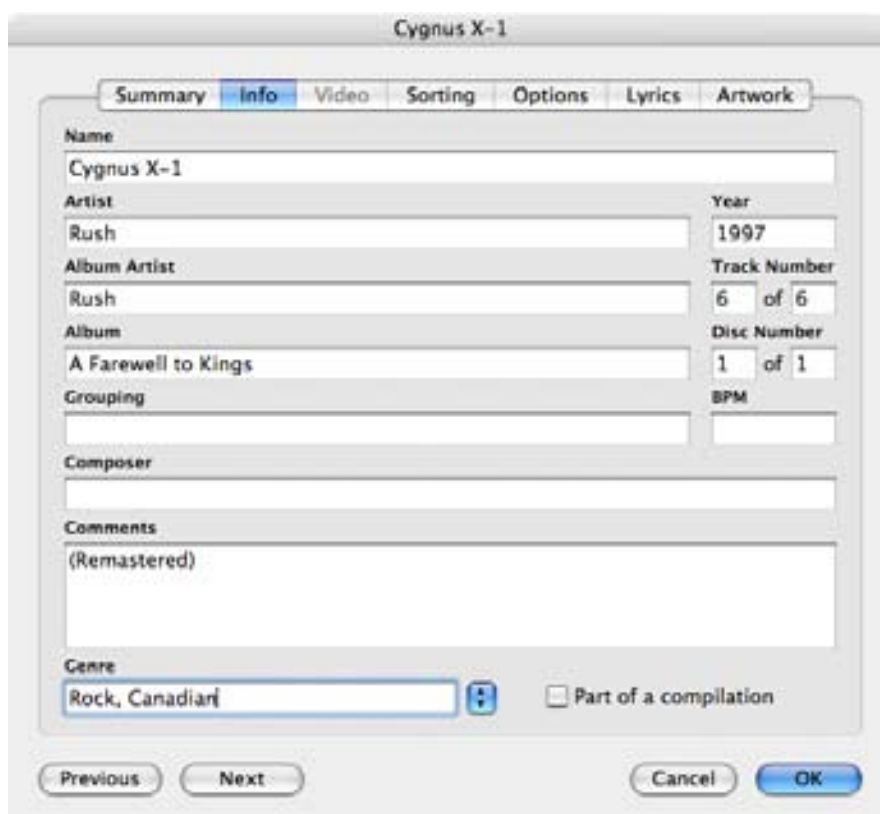 Cygnus X-1
Summary Info Video Sorting Options Lyrics Artwork
Name
Cygnus X-1
Artist Year
Rush 1997
Album Artist Track Number
Rush 6 of 6
Album Disc Number
A Farewell to Kings 1 of 1
Grouping BPM
Composer
Comments
(Remastered)
Genre
Rock, Canadian Part of a compilation
Previous Next Cancel OK